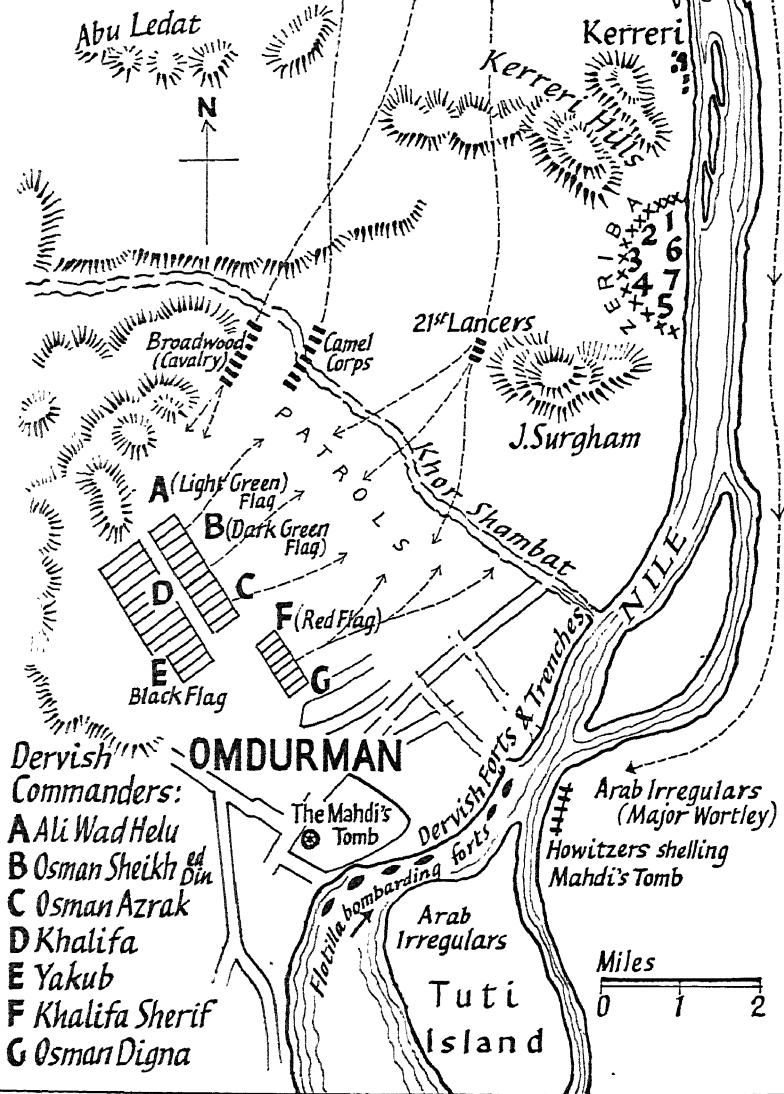 Abu Ledat
Kerreri
Kerreri Hills
N
ZERIBA
1
2
6
3
7
4
5
Broadwood
(Cavalry)
Camel
Corps
21st Lancers
J. Surgham
PATROLS
Khor Shambat
A (Light Green)
Flag
B (Dark Green
Flag)
C
D
E
Black Flag
F (Red Flag)
G
NILE
Dervish Forts & Trenches
OMDURMAN
The Mahdi's
Tomb
Flotilla bombarding forts
Arab Irregulars
(Major Wortley)
Howitzers shelling
Mahdi's Tomb
Arab
Irregulars
Tuti
Island
Miles
0 1 2
Dervish
Commanders:
A Ali Wad Helu
B Osman Sheikh ed Din
C Osman Azrak
D Khalifa
E Yakub
F Khalifa Sherif
G Osman Digna